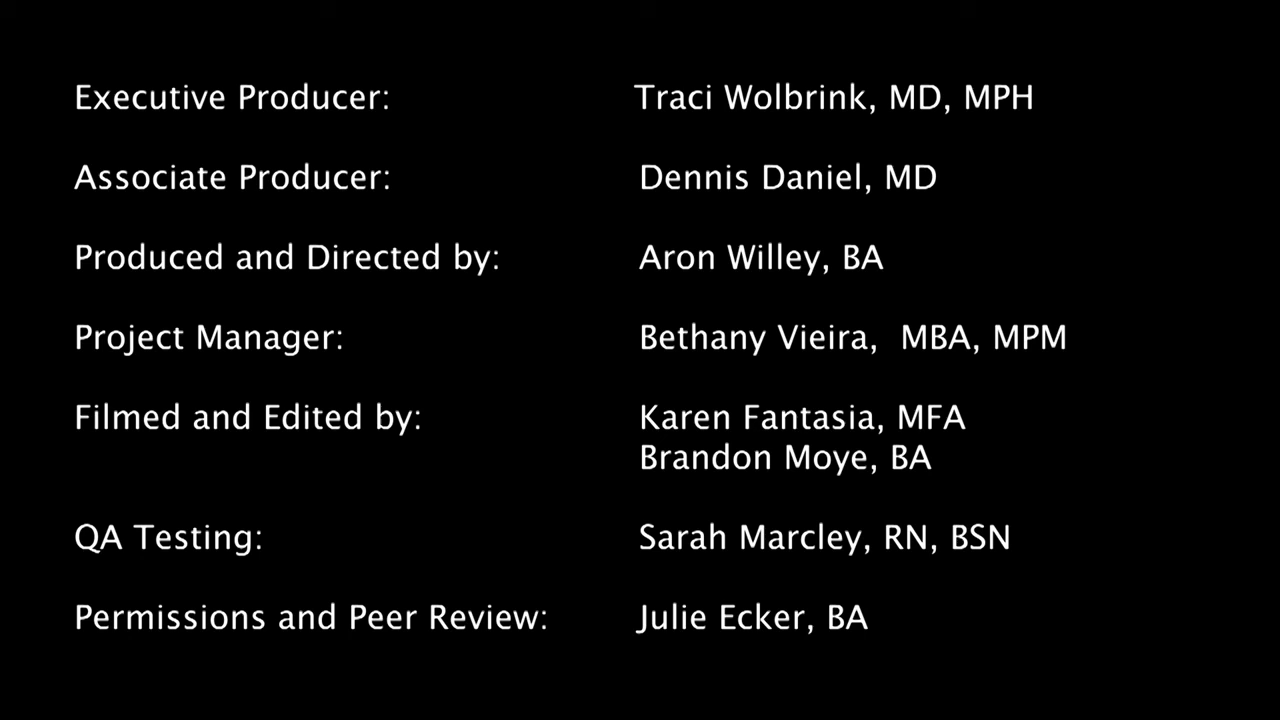 Executive Producer: Traci Wolbrink, MD, MPH
Associate Producer: Dennis Daniel, MD
Produced and Directed by: Aron Willey, BA
Project Manager: Bethany Vieira,  MBA, MPM
Filmed and Edited by: Karen Fantasia, MFA
Brandon Moye, BA
QA Testing: Sarah Marcley, RN, BSN
Permissions and Peer Review: Julie Ecker, BA